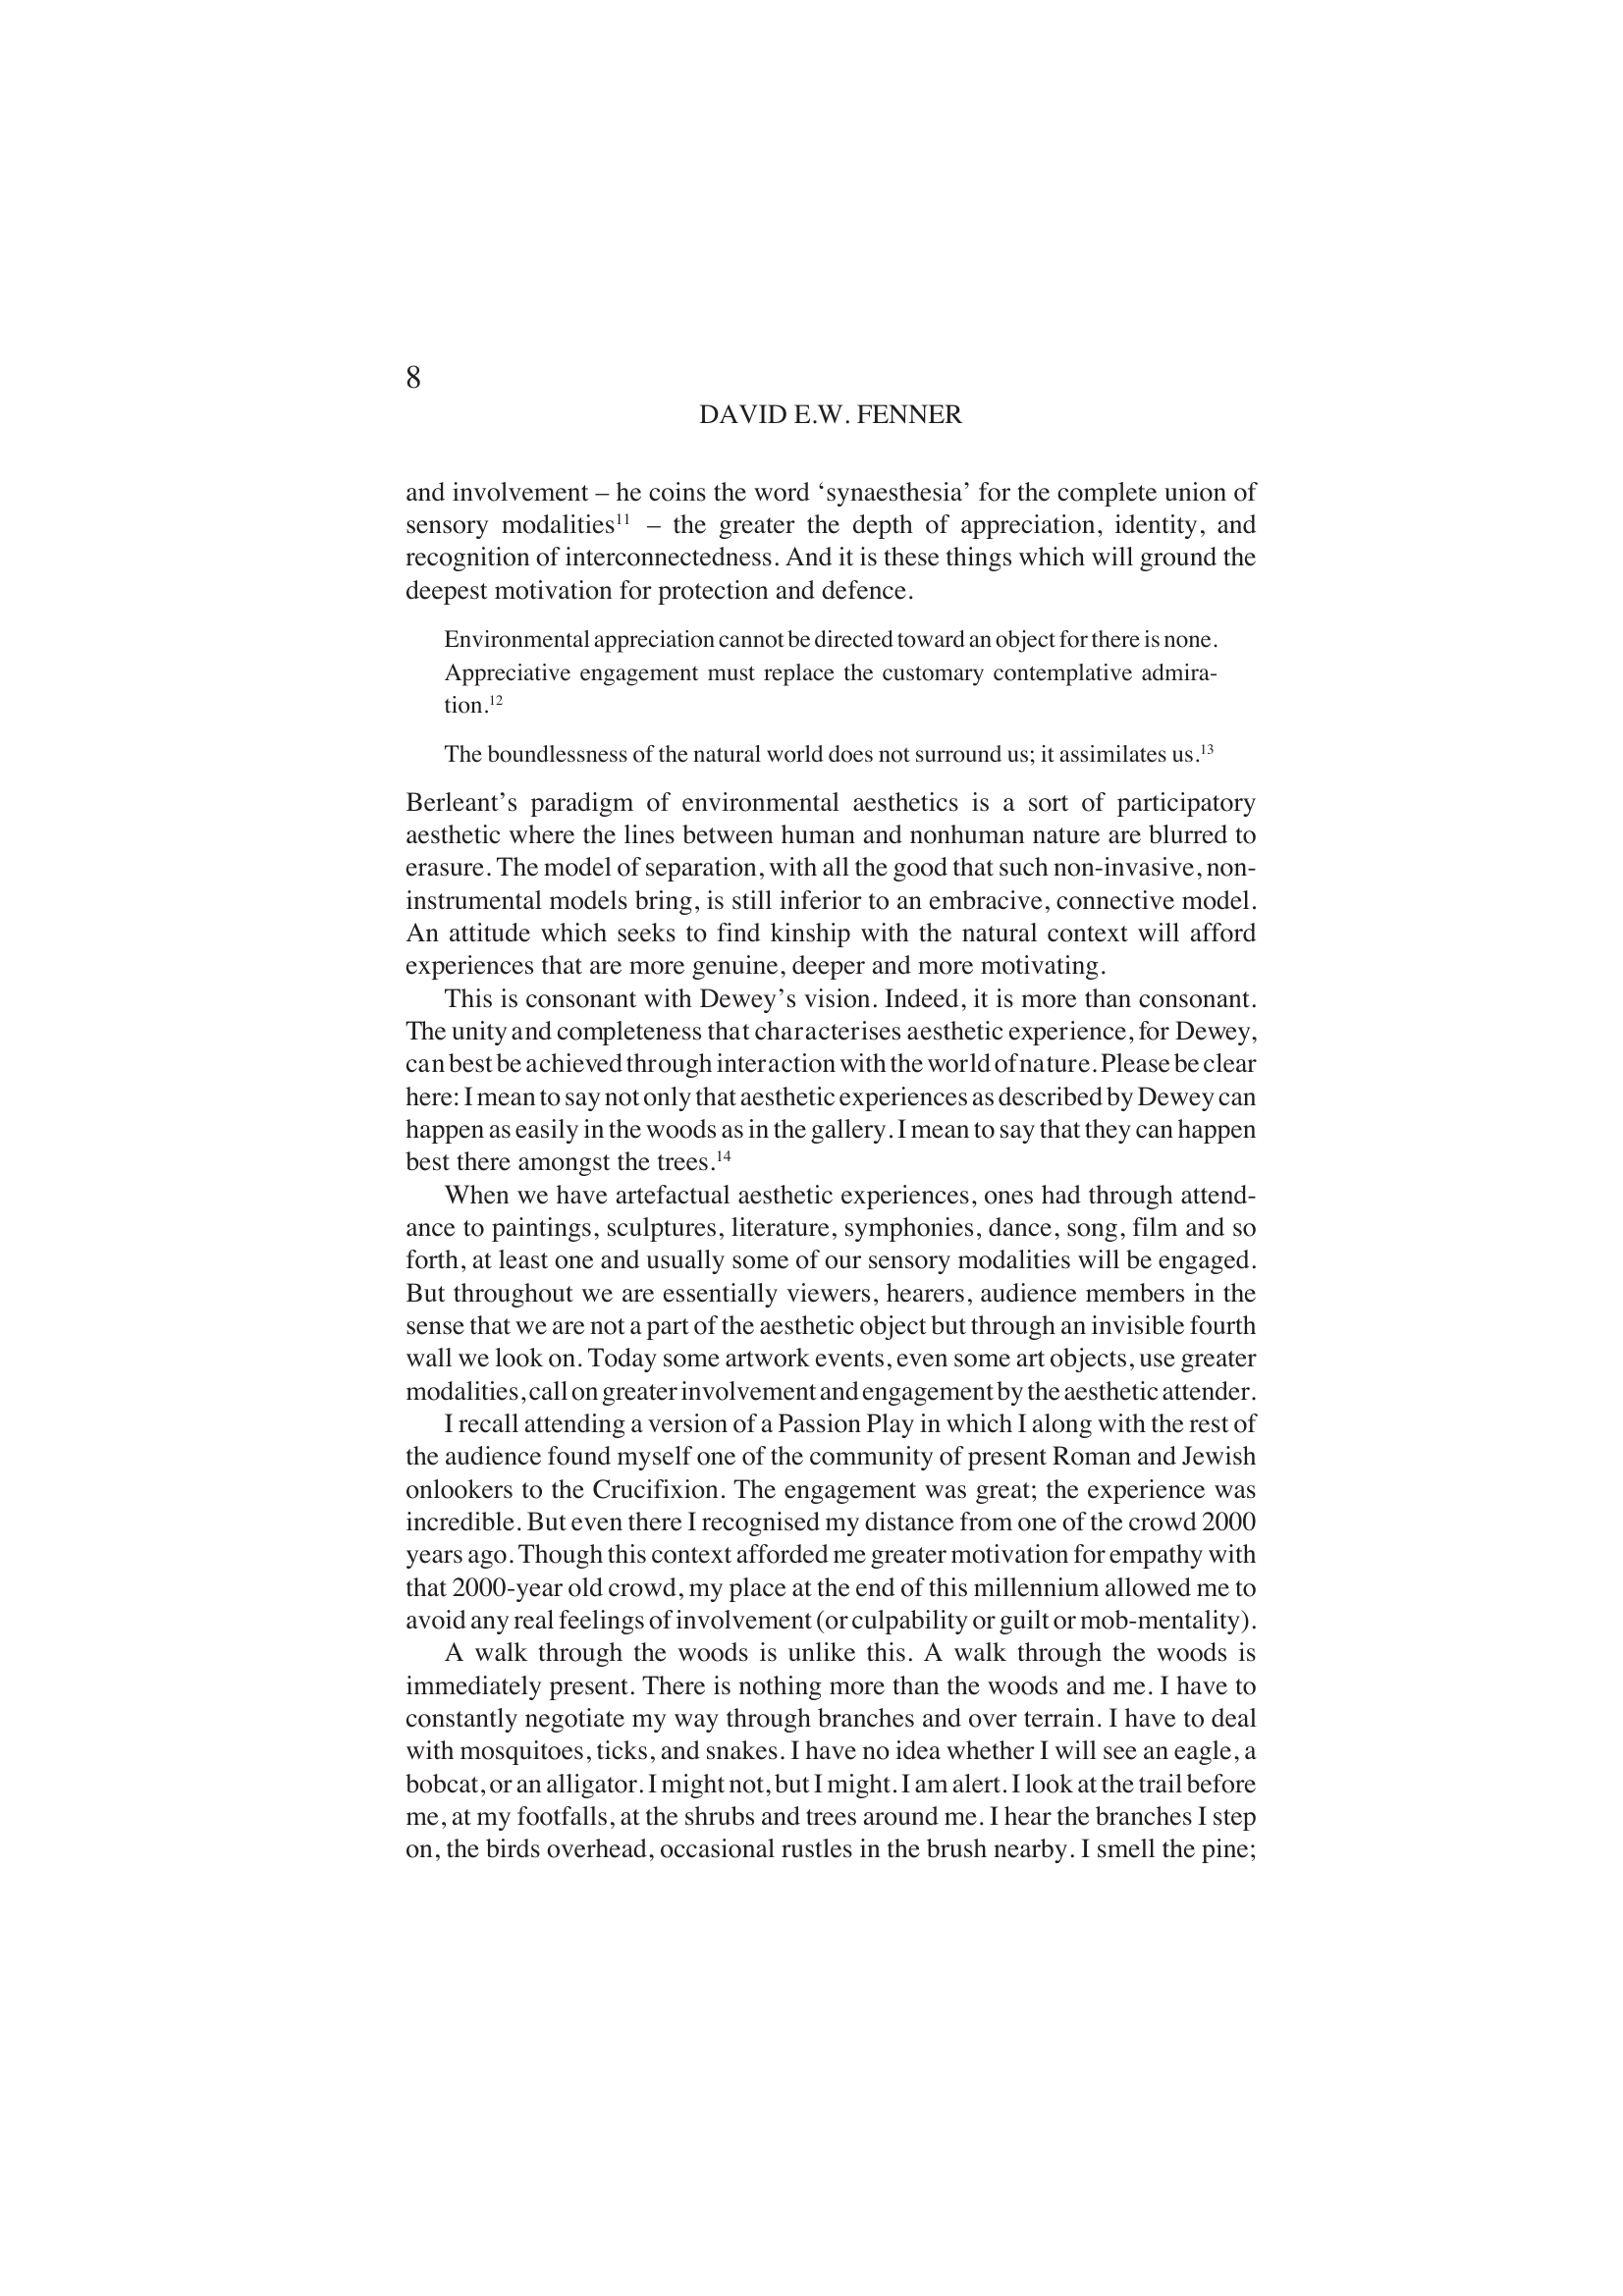 8
DAVID E.W. FENNER
and involvement – he coins the word ‘synaesthesia’ for the complete union of
sensory modalities¹¹ – the greater the depth of appreciation, identity, and
recognition of interconnectedness. And it is these things which will ground the
deepest motivation for protection and defence.
Environmental appreciation cannot be directed toward an object for there is none.
Appreciative engagement must replace the customary contemplative admira-
tion.¹²
The boundlessness of the natural world does not surround us; it assimilates us.¹³
Berleant’s paradigm of environmental aesthetics is a sort of participatory
aesthetic where the lines between human and nonhuman nature are blurred to
erasure. The model of separation, with all the good that such non-invasive, non-
instrumental models bring, is still inferior to an embracive, connective model.
An attitude which seeks to find kinship with the natural context will afford
experiences that are more genuine, deeper and more motivating.
This is consonant with Dewey’s vision. Indeed, it is more than consonant.
The unity and completeness that characterises aesthetic experience, for Dewey,
can best be achieved through interaction with the world of nature. Please be clear
here: I mean to say not only that aesthetic experiences as described by Dewey can
happen as easily in the woods as in the gallery. I mean to say that they can happen
best there amongst the trees.¹⁴
When we have artefactual aesthetic experiences, ones had through attend-
ance to paintings, sculptures, literature, symphonies, dance, song, film and so
forth, at least one and usually some of our sensory modalities will be engaged.
But throughout we are essentially viewers, hearers, audience members in the
sense that we are not a part of the aesthetic object but through an invisible fourth
wall we look on. Today some artwork events, even some art objects, use greater
modalities, call on greater involvement and engagement by the aesthetic attender.
I recall attending a version of a Passion Play in which I along with the rest of
the audience found myself one of the community of present Roman and Jewish
onlookers to the Crucifixion. The engagement was great; the experience was
incredible. But even there I recognised my distance from one of the crowd 2000
years ago. Though this context afforded me greater motivation for empathy with
that 2000-year old crowd, my place at the end of this millennium allowed me to
avoid any real feelings of involvement (or culpability or guilt or mob-mentality).
A walk through the woods is unlike this. A walk through the woods is
immediately present. There is nothing more than the woods and me. I have to
constantly negotiate my way through branches and over terrain. I have to deal
with mosquitoes, ticks, and snakes. I have no idea whether I will see an eagle, a
bobcat, or an alligator. I might not, but I might. I am alert. I look at the trail before
me, at my footfalls, at the shrubs and trees around me. I hear the branches I step
on, the birds overhead, occasional rustles in the brush nearby. I smell the pine;